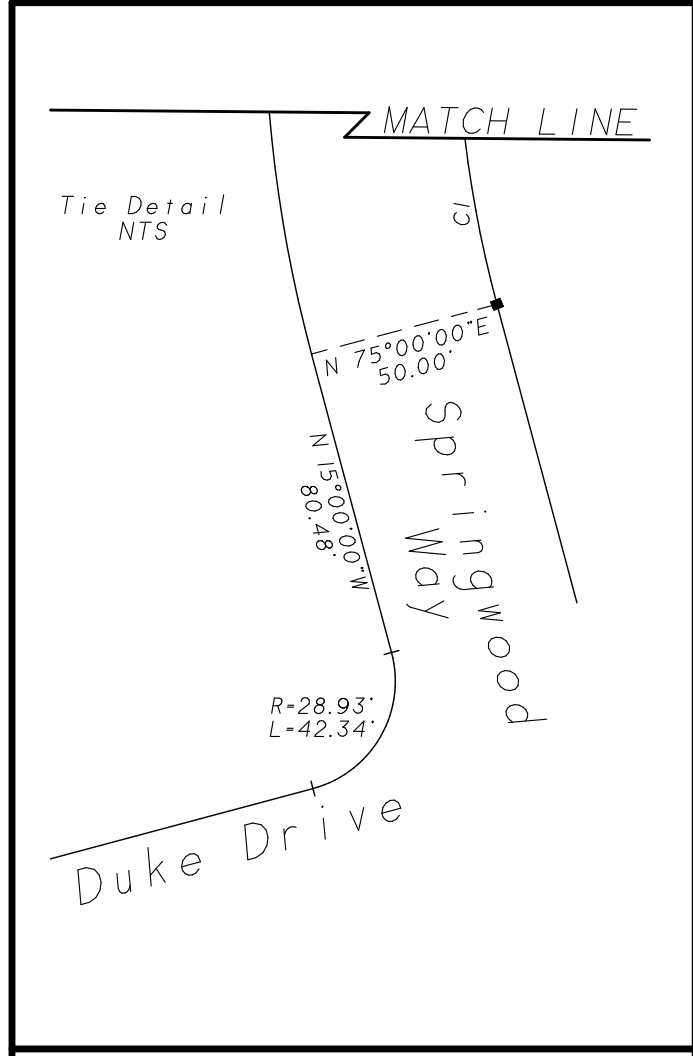 MATCH LINE
Tie Detail
NTS
C1
N 75°00'00"E
50.00'
N 15°00'00"W
80.48'
Springwood
Way
R=28.93'
L=42.34'
Duke Drive